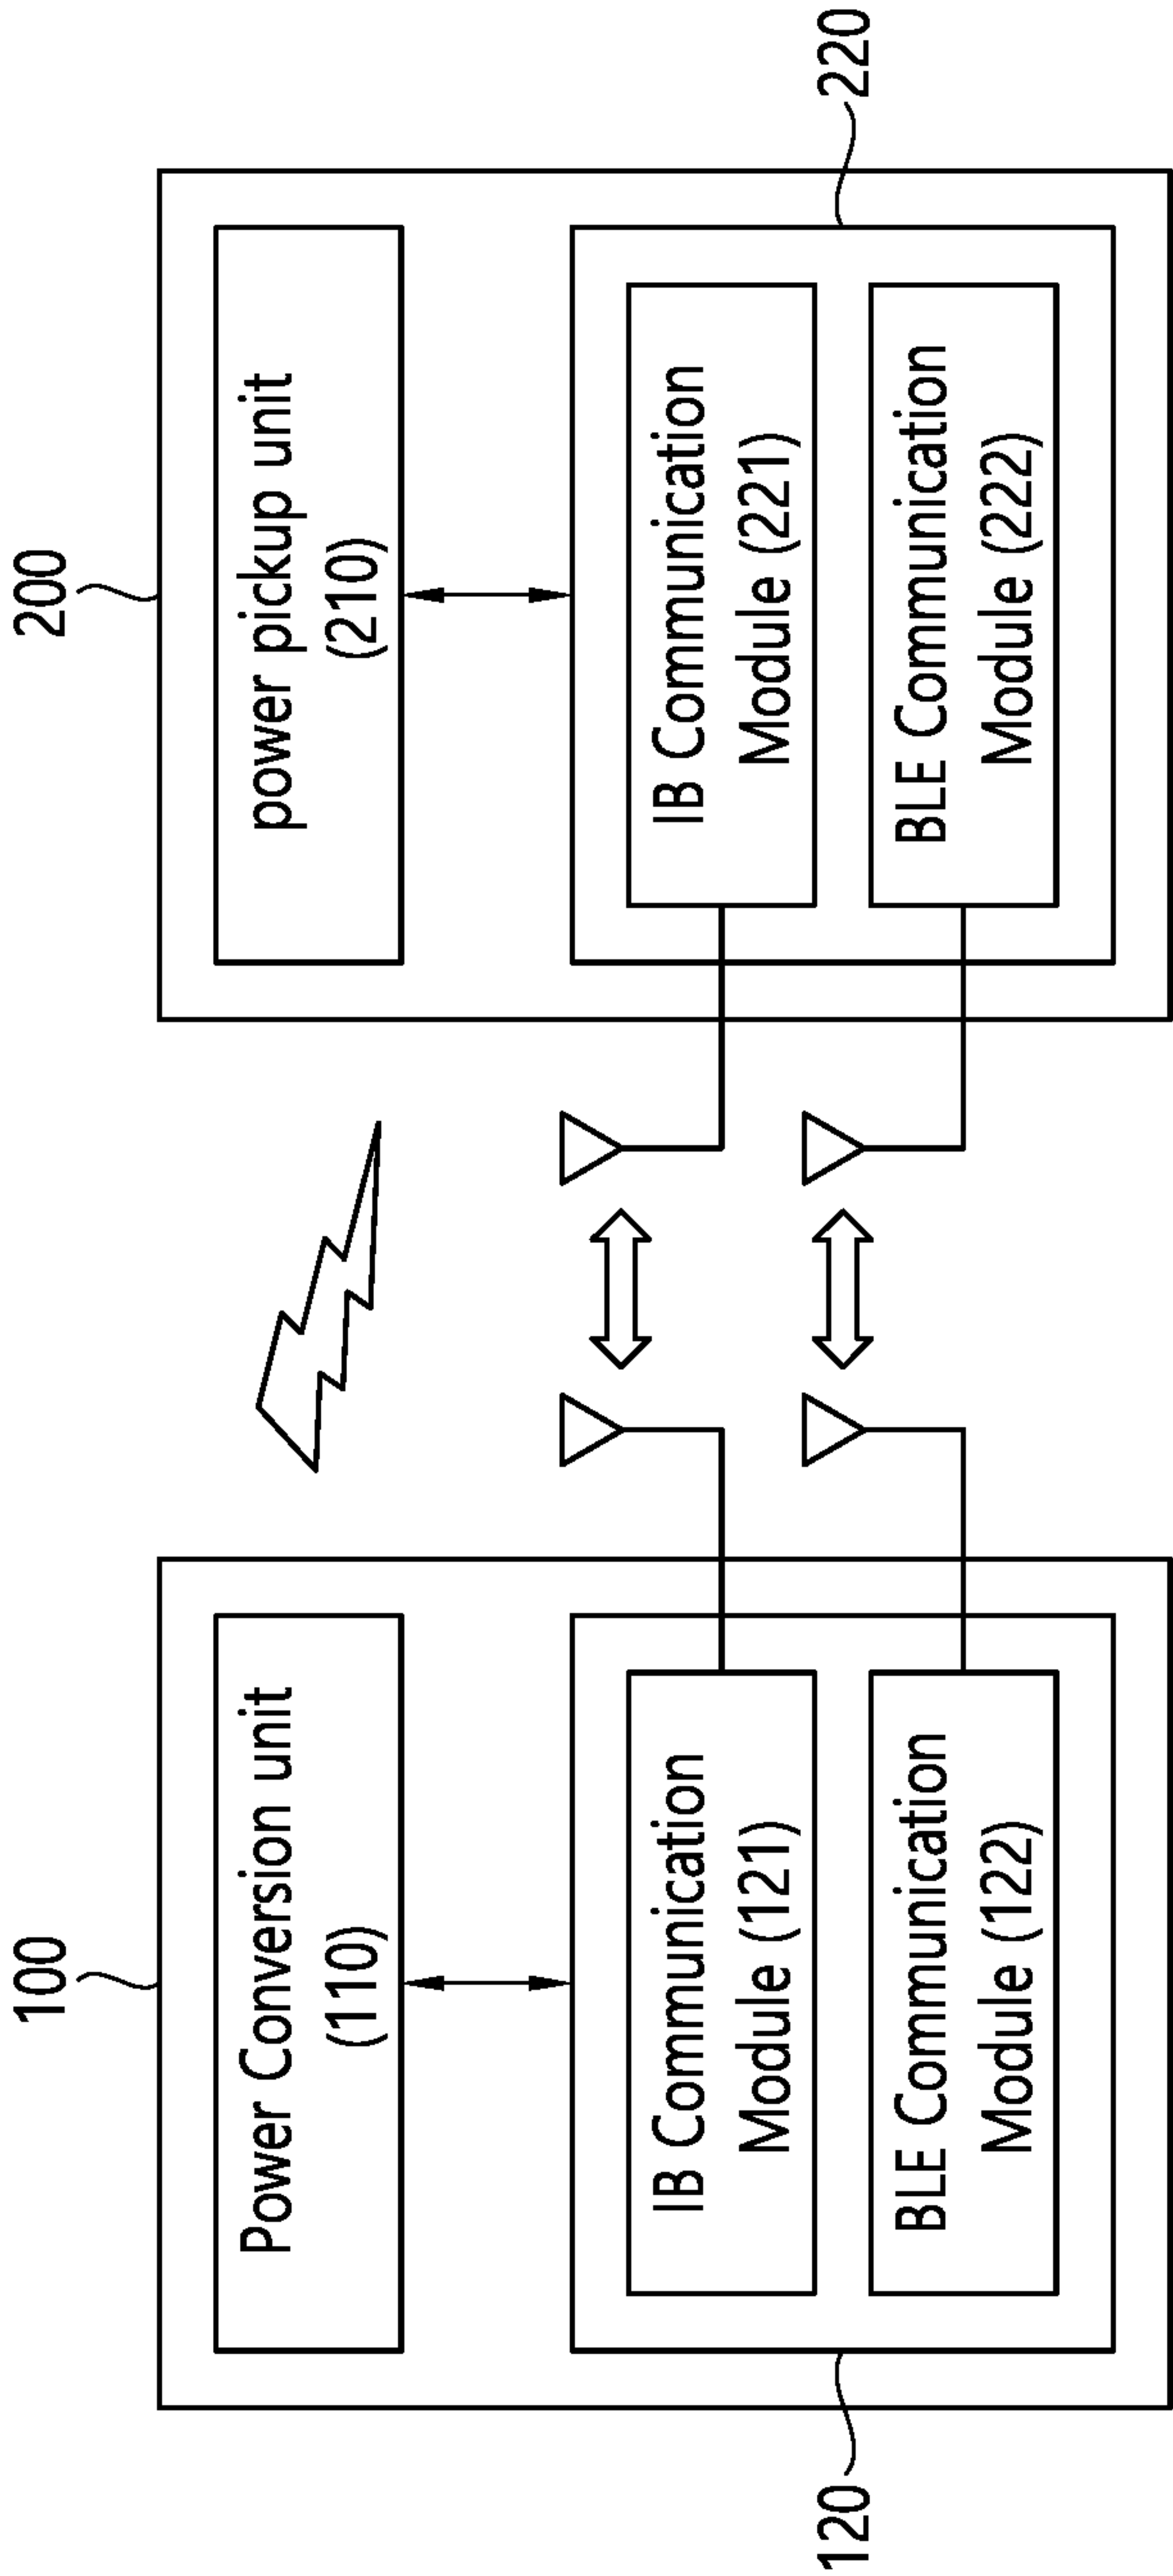 100
200
Power Conversion unit
(110)
power pickup unit
(210)
IB Communication
Module (121)
BLE Communication
Module (122)
IB Communication
Module (221)
BLE Communication
Module (222)
120
220